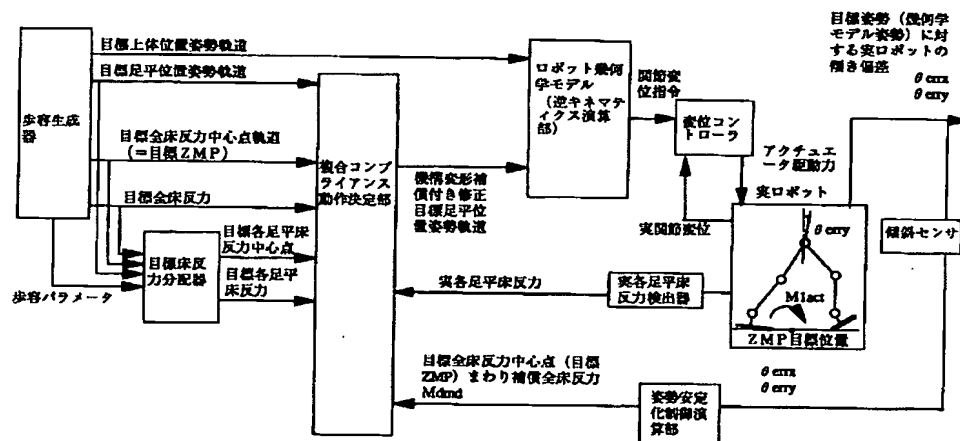 目標上体位置姿勢軌道
目標足平位置姿勢軌道
歩容生成
器
目標全床反力中心点軌道
(=目標ZMP)
目標全床反力
目標各足平床
反力中心点
目標床反
力分配器
目標各足平
床反力
歩容パラメータ
複合コンプ
ライアンス
動作決定部
ロボット幾何
学モデル
(逆キネマティ
クス演算
部)
機構変形補
償付き修正
目標足平位
置姿勢軌道
関節変
位指令
変位コント
ローラ
アクチュエ
ータ駆動力
実ロボット
実関節変位
θ erry
M1act
ZMP目標位置
目標姿勢(幾何学
モデル姿勢)に対
する実ロボットの
傾き偏差
θ errx
θ erry
傾斜センサ
実各足平床反力
実各足平床
反力検出器
目標全床反力中心点(目標
ZMP)まわり補償全床反力
Mdmd
θ errx
θ erry
姿勢安定
化制御演
算部